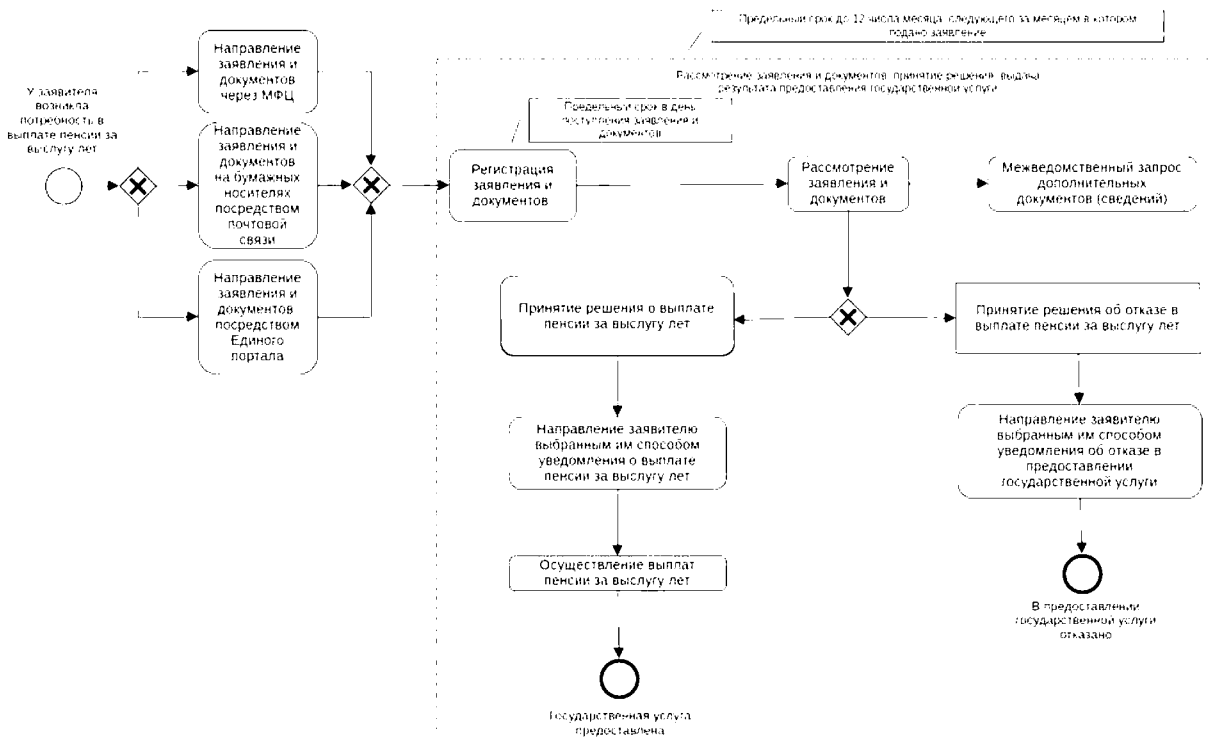 Предельный срок до 12 числа месяца, следующего за месяцем в котором
подано заявление
Рассмотрение заявления и документов, принятие решения, выдача
результата предоставления государственной услуги
У заявителя
возникла
потребность в
выплате пенсии за
выслугу лет
Направление
заявления и
документов
через МФЦ
Направление
заявления и
документов
на бумажных
носителях
посредством
почтовой
связи
Направление
заявления и
документов
посредством
Единого
портала
Предельный срок в день
поступления заявления и
документов
Регистрация
заявления и
документов
Рассмотрение
заявления и
документов
Межведомственный запрос
дополнительных
документов (сведений)
Принятие решения о выплате
пенсии за выслугу лет
Принятие решения об отказе в
выплате пенсии за выслугу лет
Направление заявителю
выбранным им способом
уведомления о выплате
пенсии за выслугу лет
Направление заявителю
выбранным им способом
уведомления об отказе в
предоставлении
государственной услуги
Осуществление выплат
пенсии за выслугу лет
В предоставлении
государственной услуги
отказано
Государственная услуга
предоставлена